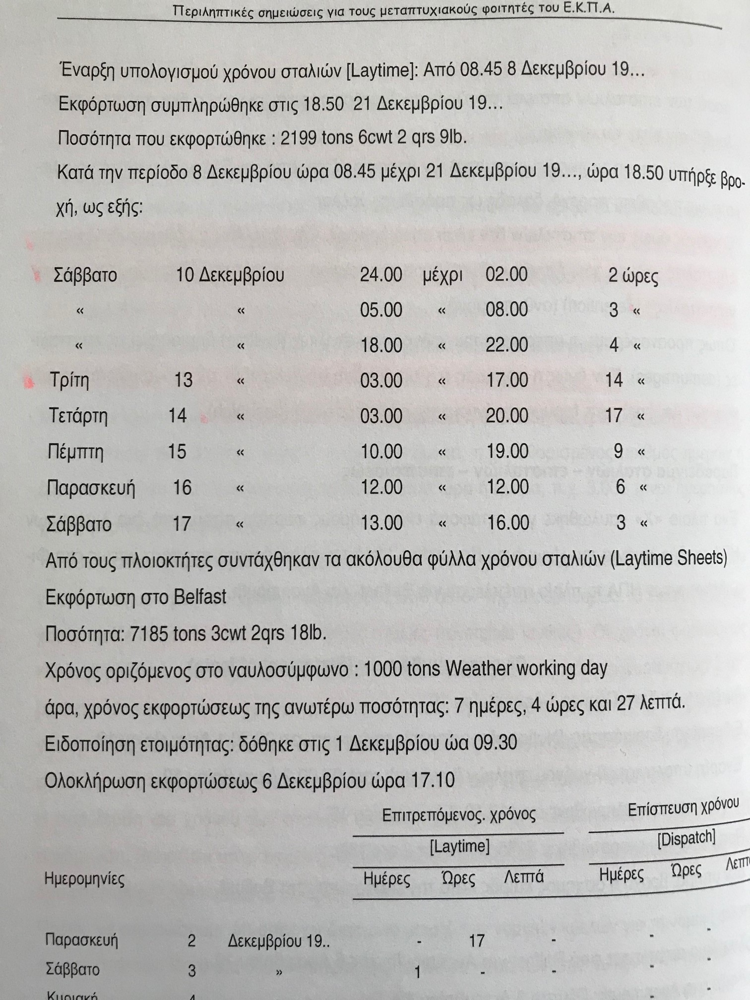 Περιληπτικές σημειώσεις για τους μεταπτυχιακούς φοιτητές του Ε.Κ.Π.Α.
Έναρξη υπολογισμού χρόνου σταλιών [Laytime]: Από 08.45 8 Δεκεμβρίου 19...
Εκφόρτωση συμπληρώθηκε στις 18.50 21 Δεκεμβρίου 19...
Ποσότητα που εκφορτώθηκε : 2199 tons 6cwt 2 qrs 9lb.
Κατά την περίοδο 8 Δεκεμβρίου ώρα 08.45 μέχρι 21 Δεκεμβρίου 19..., ώρα 18.50 υπήρξε βρο-
χή, ως εξής:
Σάββατο 10 Δεκεμβρίου 24.00 μέχρι 02.00 2 ώρες
« « 05.00 « 08.00 3 «
« « 18.00 « 22.00 4 «
Τρίτη 13 « 03.00 « 17.00 14 «
Τετάρτη 14 « 03.00 « 20.00 17 «
Πέμπτη 15 « 10.00 « 19.00 9 «
Παρασκευή 16 « 12.00 « 12.00 6 «
Σάββατο 17 « 13.00 « 16.00 3 «
Από τους πλοιοκτήτες συντάχθηκαν τα ακόλουθα φύλλα χρόνου σταλιών (Laytime Sheets)
Εκφόρτωση στο Belfast
Ποσότητα: 7185 tons 3cwt 2qrs 18lb.
Χρόνος οριζόμενος στο ναυλοσύμφωνο : 1000 tons Weather working day
άρα, χρόνος εκφορτώσεως της ανωτέρω ποσότητας: 7 ημέρες, 4 ώρες και 27 λεπτά.
Ειδοποίηση ετοιμότητας: δόθηκε στις 1 Δεκεμβρίου ώα 09.30
Ολοκλήρωση εκφορτώσεως 6 Δεκεμβρίου ώρα 17.10
Επιτρεπόμενος. χρόνος Επίσπευση χρόνου
[Laytime] [Dispatch]
Ημερομηνίες Ημέρες Ώρες Λεπτά Ημέρες Ώρες
Παρασκευή 2 Δεκεμβρίου 19.. - 17 - - -
Σάββατο 3 » 1 - - - -
Κυριακή 4 - -